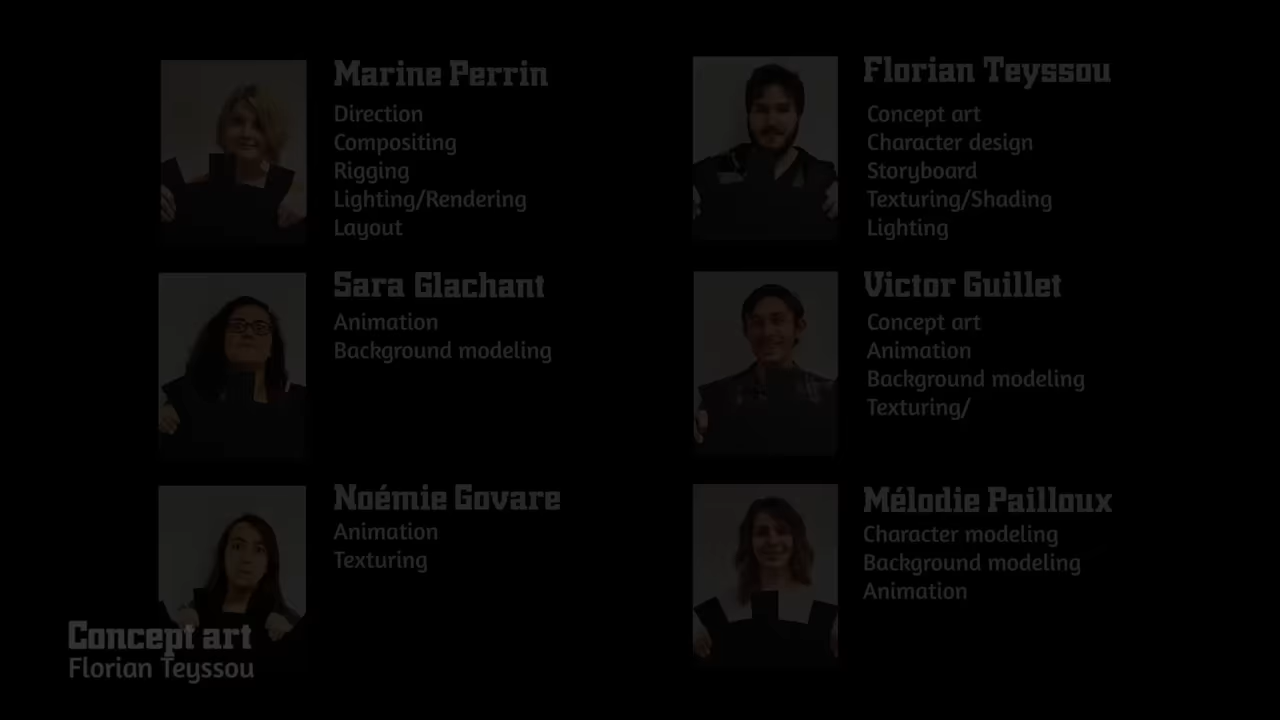 Marine Perrin
Direction
Compositing
Rigging
Lighting/Rendering
Layout
Florian Teyssou
Concept art
Character design
Storyboard
Texturing/Shading
Lighting
Sara Glachant
Animation
Background modeling
Victor Guillet
Concept art
Animation
Background modeling
Texturing/
Noémie Govare
Animation
Texturing
Mélodie Pailloux
Character modeling
Background modeling
Animation
Concept art
Florian Teyssou